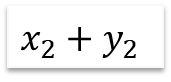 x₂ + y₂